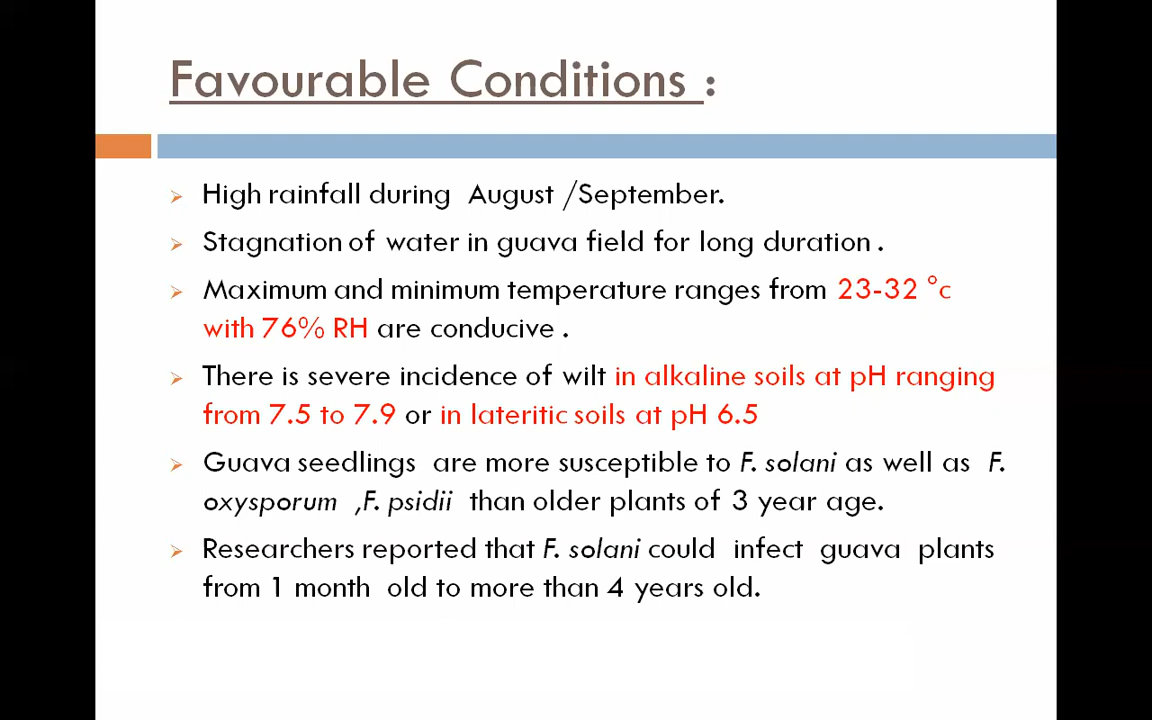 Favourable Conditions :
➢ High rainfall during August /September.
➢ Stagnation of water in guava field for long duration .
➢ Maximum and minimum temperature ranges from 23-32 °c
with 76% RH are conducive .
➢ There is severe incidence of wilt in alkaline soils at pH ranging
from 7.5 to 7.9 or in lateritic soils at pH 6.5
➢ Guava seedlings are more susceptible to F. solani as well as F.
oxysporum ,F. psidii than older plants of 3 year age.
➢ Researchers reported that F. solani could infect guava plants
from 1 month old to more than 4 years old.